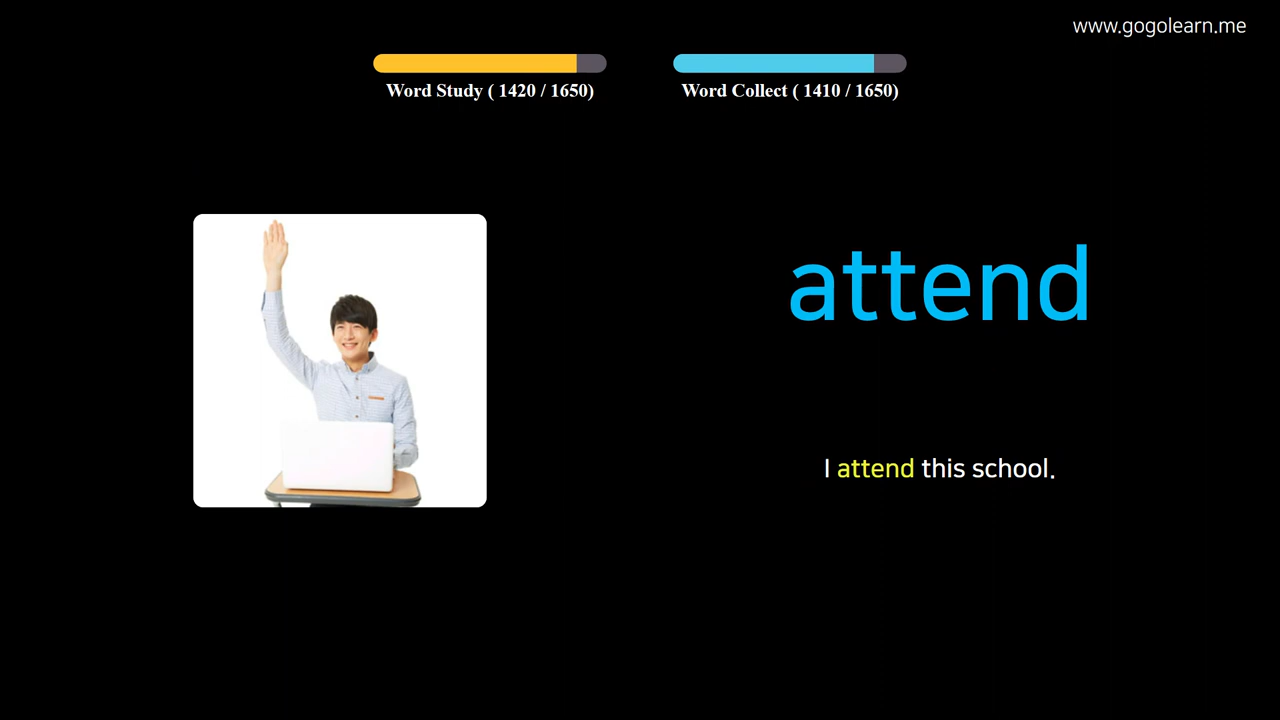 www.gogolearn.me
Word Study ( 1420 / 1650)
Word Collect ( 1410 / 1650)
attend
I attend this school.